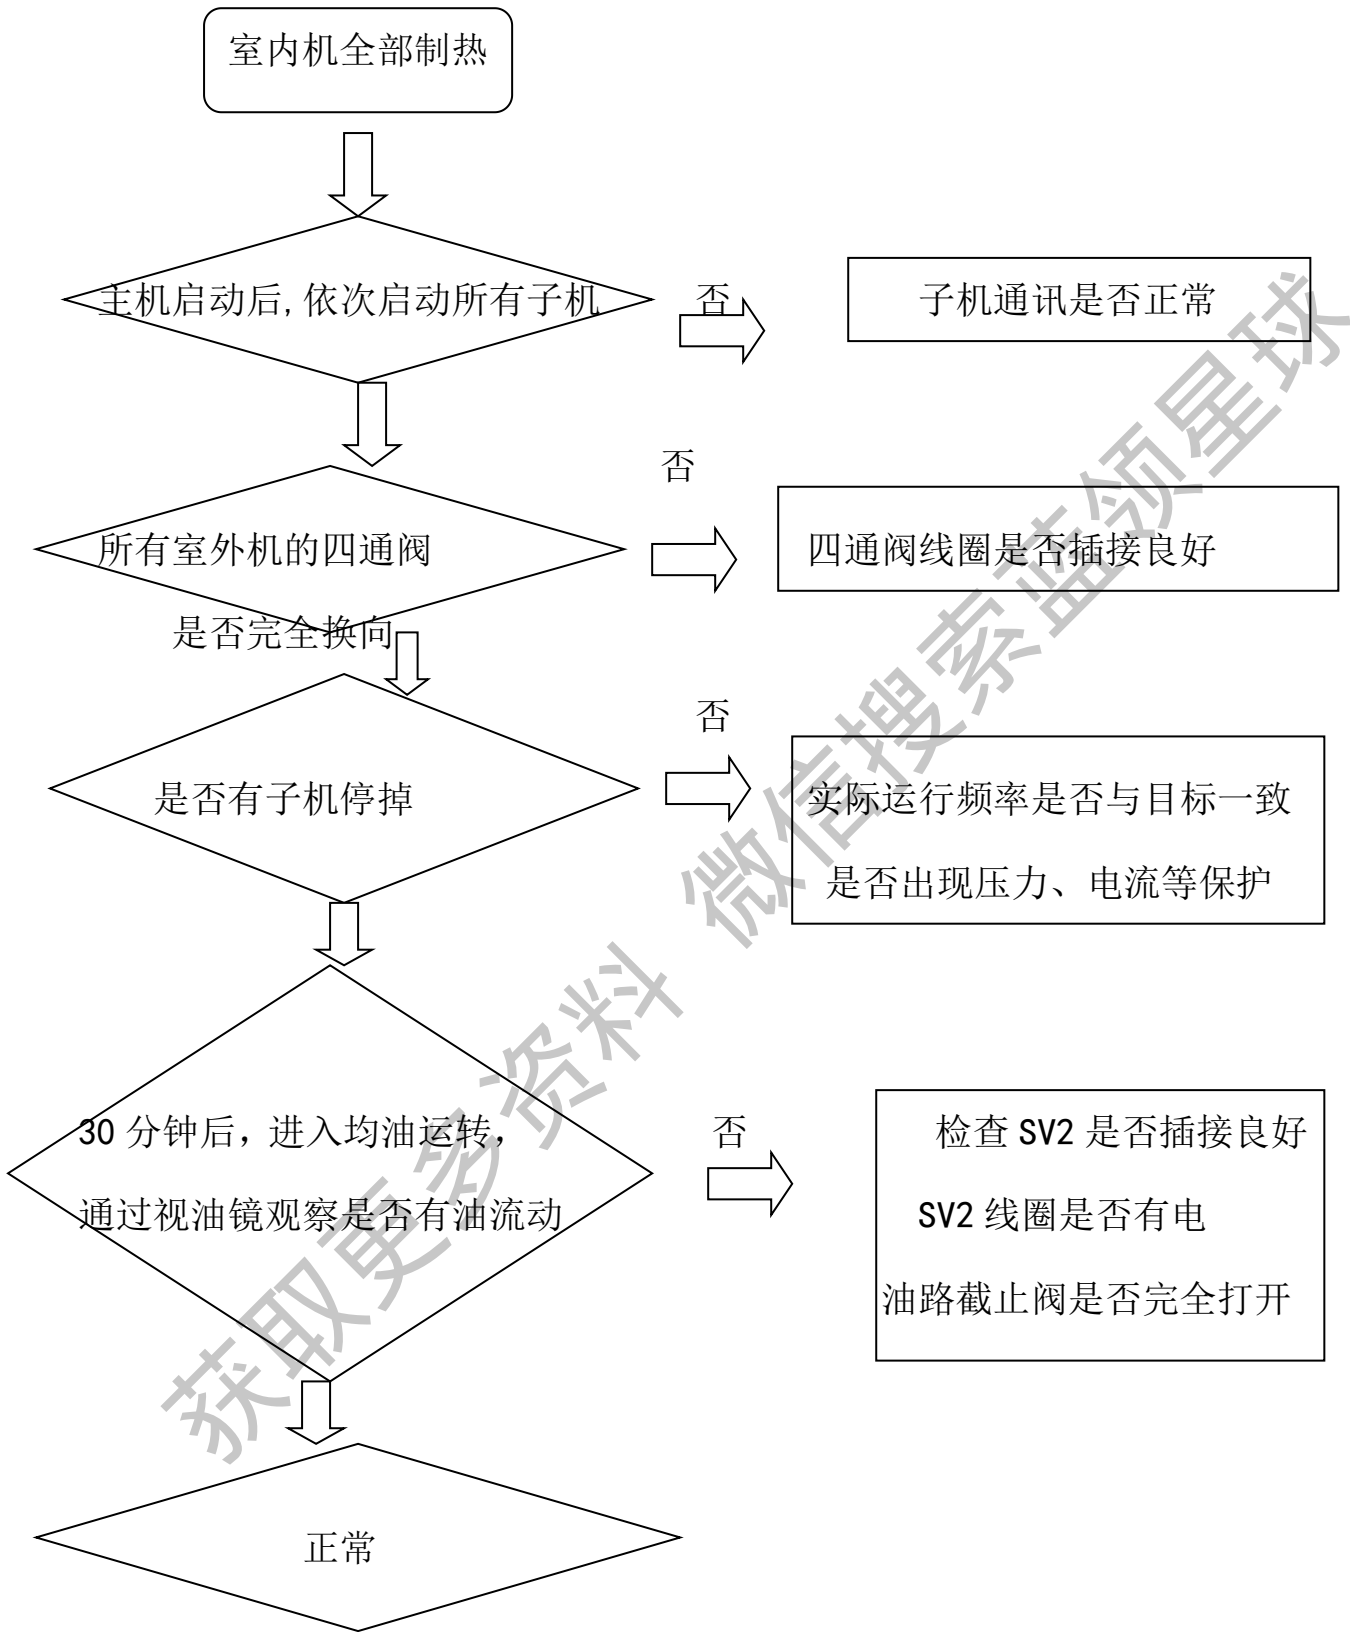 室内机全部制热
主机启动后,依次启动所有子机
否
子机通讯是否正常
否
所有室外机的四通阀
是否完全换向
四通阀线圈是否插接良好
否
是否有子机停掉
实际运行频率是否与目标一致
是否出现压力、电流等保护
30分钟后，进入均油运转，
通过视油镜观察是否有油流动
否
检查 SV2 是否插接良好
SV2 线圈是否有电
油路截止阀是否完全打开
正常
获取更多资料 微信搜索蓝领星球